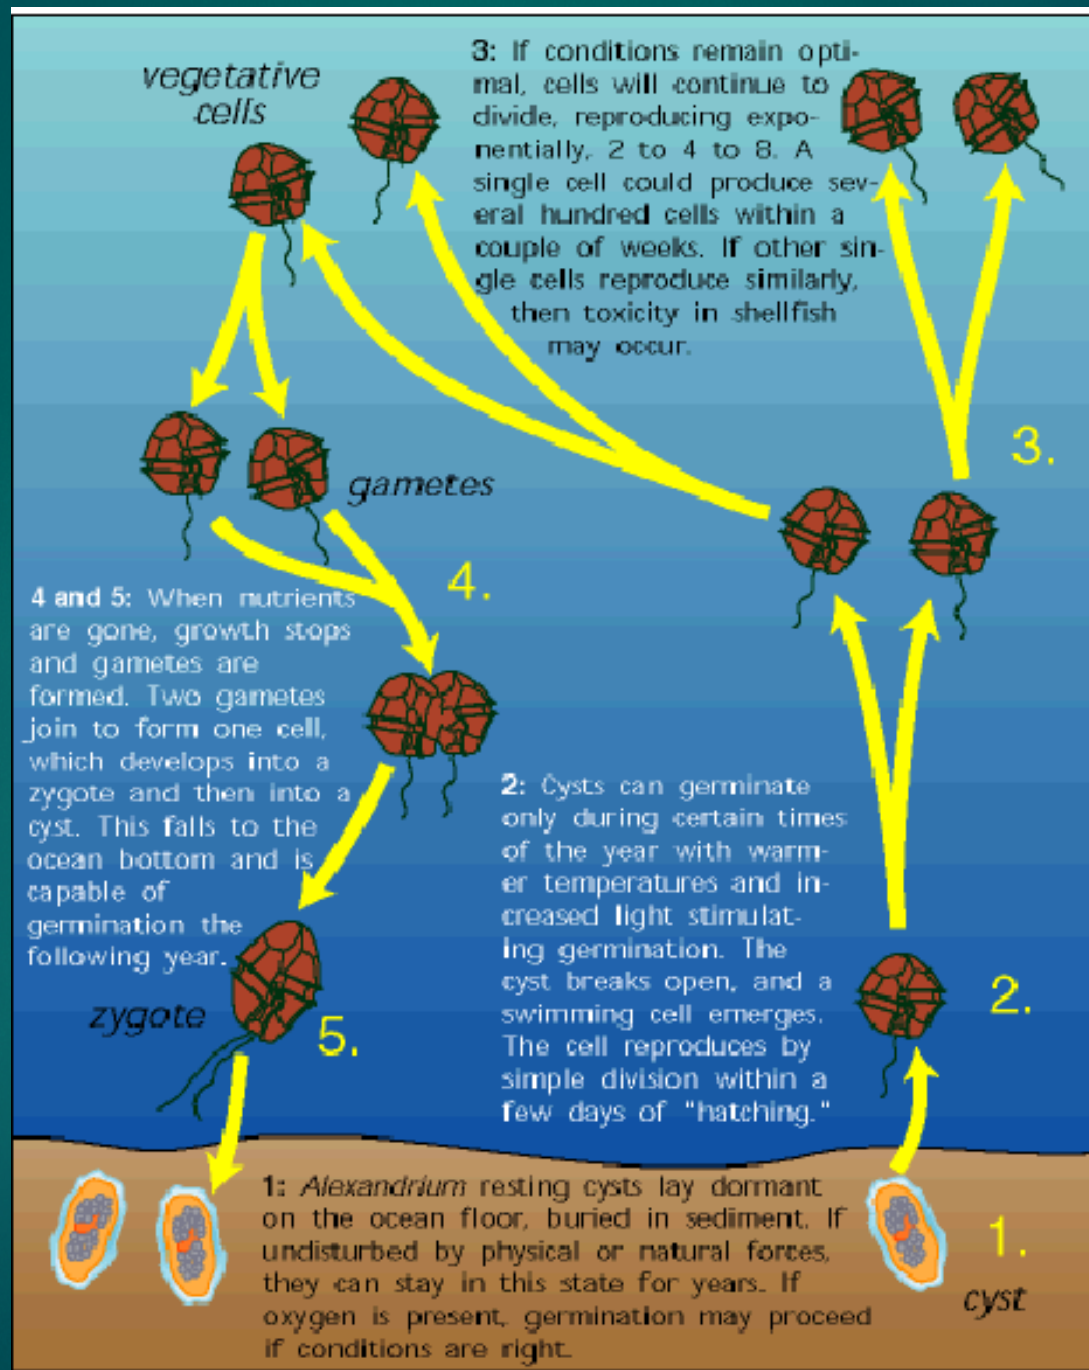 vegetative
cells
3: If conditions remain opti-
mal, cells will continue to
divide, reproducing expo-
nentially, 2 to 4 to 8. A
single cell could produce sev-
eral hundred cells within a
couple of weeks. If other sin-
gle cells reproduce similarly,
then toxicity in shellfish
may occur.
3.
gametes
4.
4 and 5: When nutrients
are gone, growth stops
and gametes are
formed. Two gametes
join to form one cell,
which develops into a
zygote and then into a
cyst. This falls to the
ocean bottom and is
capable of
germination the
following year.
zygote
5.
2: Cysts can germinate
only during certain times
of the year with warm-
er temperatures and in-
creased light stimulat-
ing germination. The
cyst breaks open, and a
swimming cell emerges.
The cell reproduces by
simple division within a
few days of "hatching."
2.
1: Alexandrium resting cysts lay dormant
on the ocean floor, buried in sediment. If
undisturbed by physical or natural forces,
they can stay in this state for years. If
oxygen is present, germination may proceed
if conditions are right.
1.
cyst